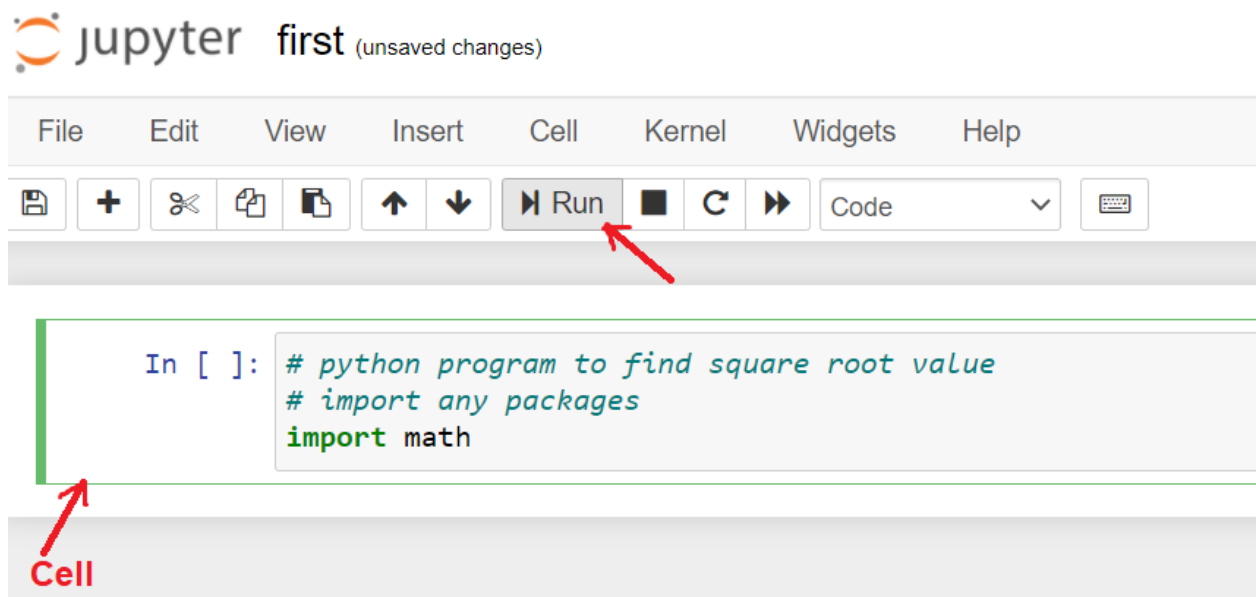 jupyter first (unsaved changes)
File Edit View Insert Cell Kernel Widgets Help
Run Code
In [ ]: # python program to find square root value
# import any packages
import math
Cell